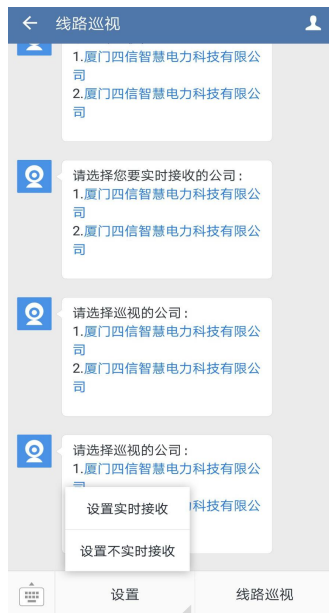 线路巡视
1.厦门四信智慧电力科技有限公
司
2.厦门四信智慧电力科技有限公
司
请选择您要实时接收的公司：
1.厦门四信智慧电力科技有限公
司
2.厦门四信智慧电力科技有限公
司
请选择巡视的公司：
1.厦门四信智慧电力科技有限公
司
2.厦门四信智慧电力科技有限公
司
请选择巡视的公司：
1.厦门四信智慧电力科技有限公
科技有限公
设置实时接收
设置不实时接收
设置
线路巡视